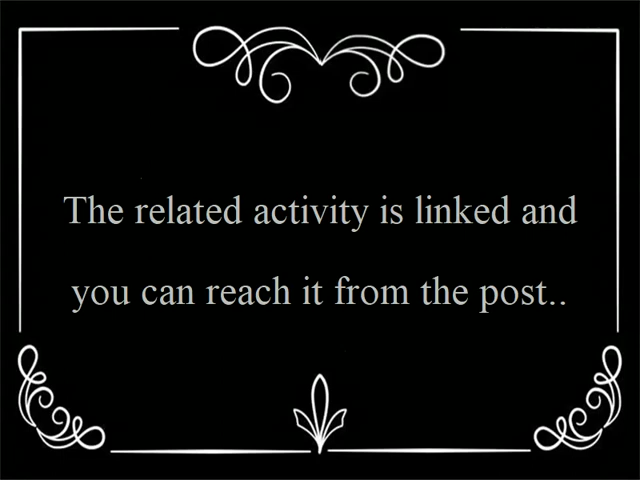 The related activity is linked and
you can reach it from the post..